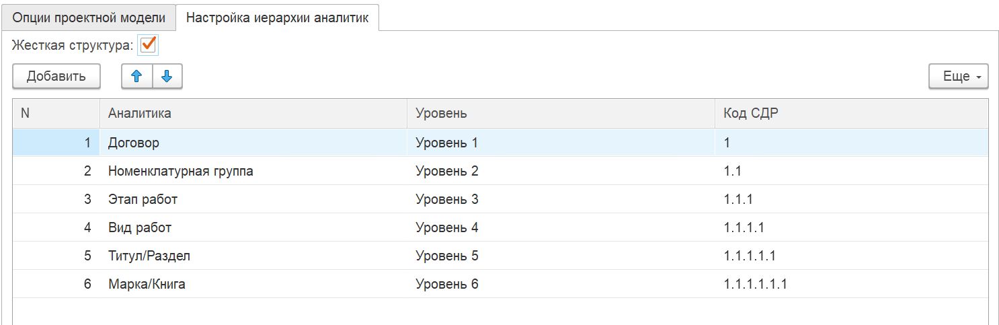 Опции проектной модели Настройка иерархии аналитик
Жесткая структура:
Добавить Еще
N Аналитика Уровень Код СДР
1 Договор Уровень 1 1
2 Номенклатурная группа Уровень 2 1.1
3 Этап работ Уровень 3 1.1.1
4 Вид работ Уровень 4 1.1.1.1
5 Титул/Раздел Уровень 5 1.1.1.1.1
6 Марка/Книга Уровень 6 1.1.1.1.1.1